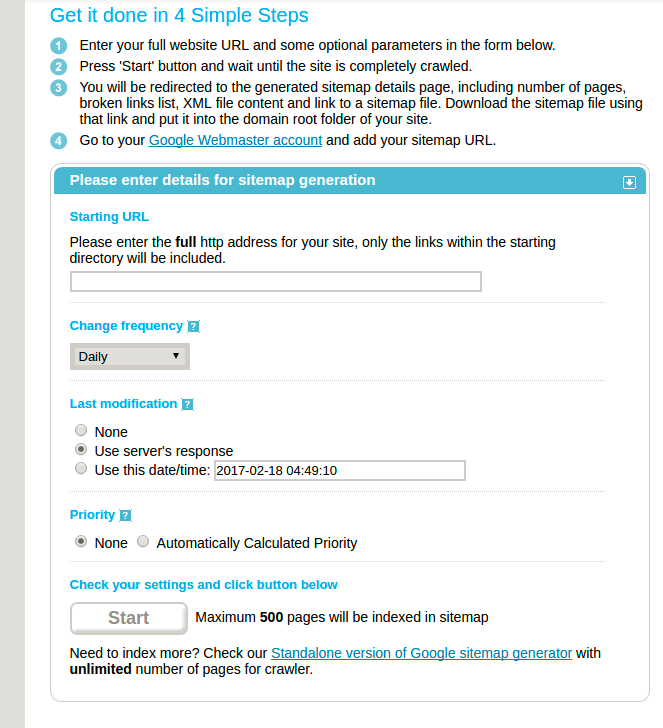 Get it done in 4 Simple Steps
1 Enter your full website URL and some optional parameters in the form below.
2 Press 'Start' button and wait until the site is completely crawled.
3 You will be redirected to the generated sitemap details page, including number of pages,
broken links list, XML file content and link to a sitemap file. Download the sitemap file using
that link and put it into the domain root folder of your site.
4 Go to your Google Webmaster account and add your sitemap URL.
Please enter details for sitemap generation
Starting URL
Please enter the full http address for your site, only the links within the starting
directory will be included.
Change frequency ?
Daily
Last modification ?
None
Use server's response
Use this date/time: 2017-02-18 04:49:10
Priority ?
None Automatically Calculated Priority
Check your settings and click button below
Start Maximum 500 pages will be indexed in sitemap
Need to index more? Check our Standalone version of Google sitemap generator with
unlimited number of pages for crawler.